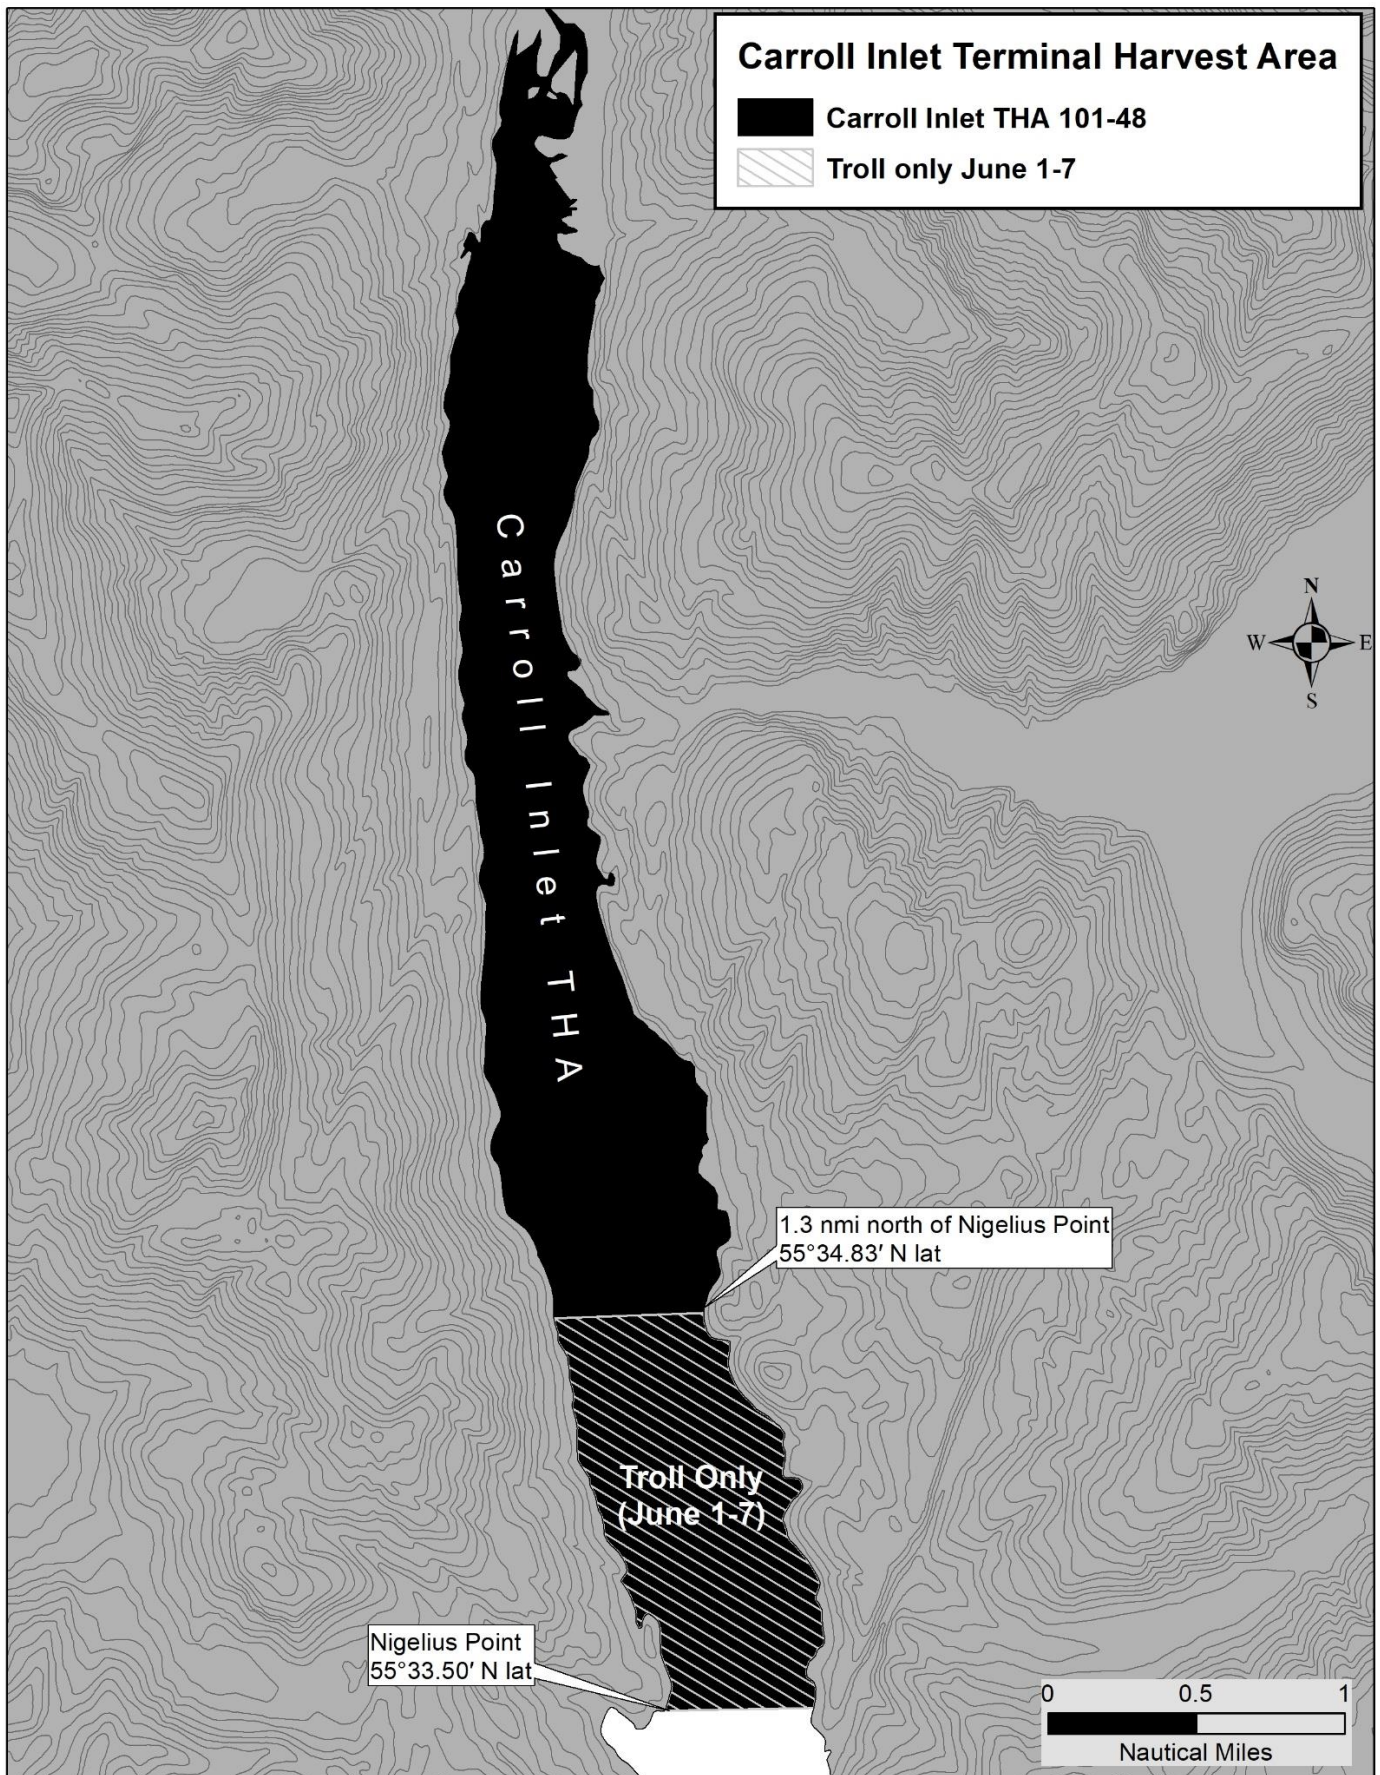 Carroll Inlet Terminal Harvest Area
Carroll Inlet THA 101-48
Troll only June 1-7
Carroll Inlet THA
N
W E
S
1.3 nmi north of Nigelius Point
55°34.83′ N lat
Troll Only
(June 1-7)
Nigelius Point
55°33.50′ N lat
0 0.5 1
Nautical Miles